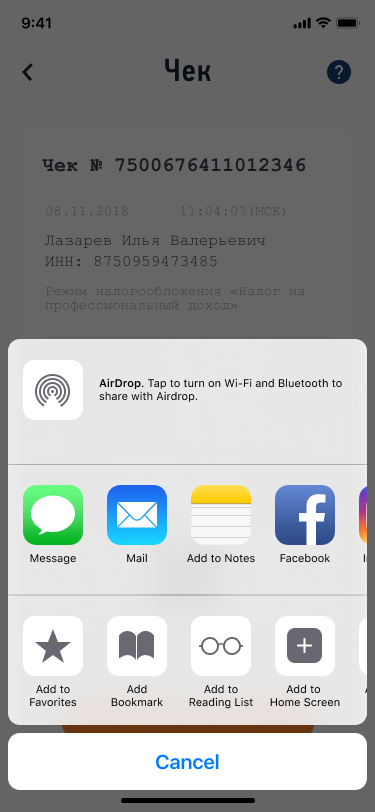 9:41
Чек
?
Чек № 7500676411012346
08.11.2018 11:04:07(МСК)
Лазарев Илья Валерьевич
ИНН: 8750959473485
Режим налогообложения «Налог на
профессиональный доход»
AirDrop. Tap to turn on Wi-Fi and Bluetooth to
share with Airdrop.
Message Mail Add to Notes Facebook
Add to
Favorites
Add
Bookmark
Add to
Reading List
Add to
Home Screen
Cancel